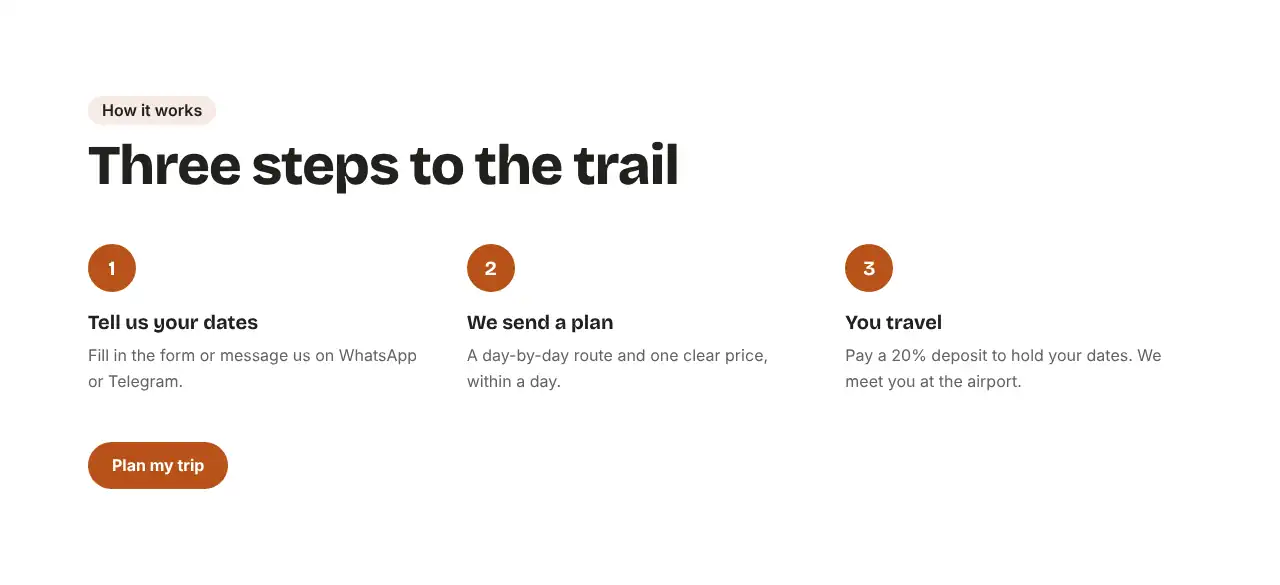 How it works
Three steps to the trail
1
Tell us your dates
Fill in the form or message us on WhatsApp
or Telegram.
2
We send a plan
A day-by-day route and one clear price,
within a day.
3
You travel
Pay a 20% deposit to hold your dates. We
meet you at the airport.
Plan my trip